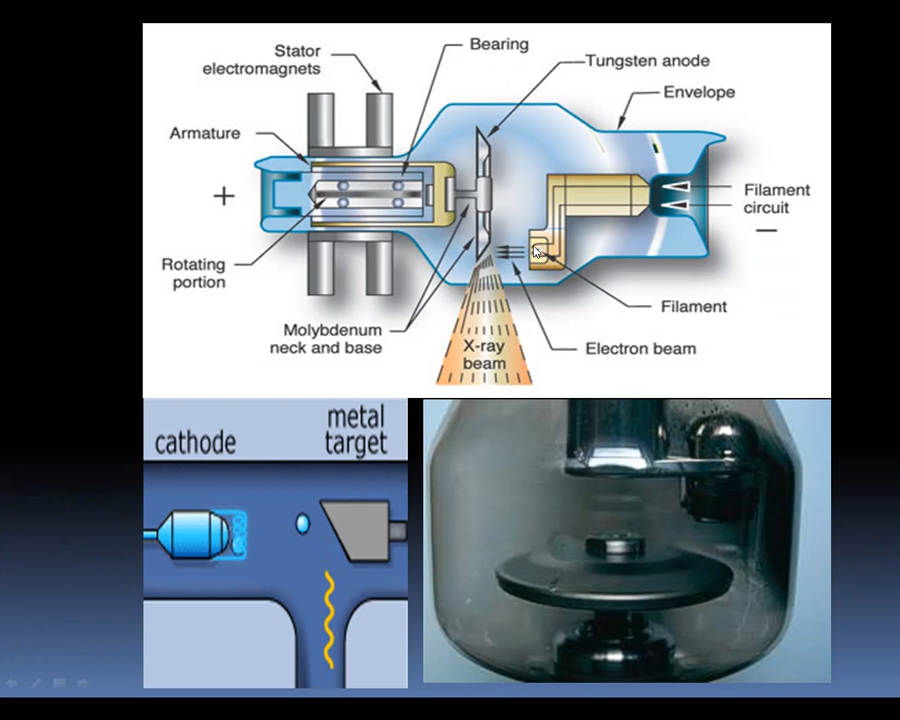 Stator
electromagnets
Bearing
Tungsten anode
Envelope
Armature
+
Filament
circuit
−
Rotating
portion
Filament
Molybdenum
neck and base
X-ray
beam
Electron beam
cathode
metal
target